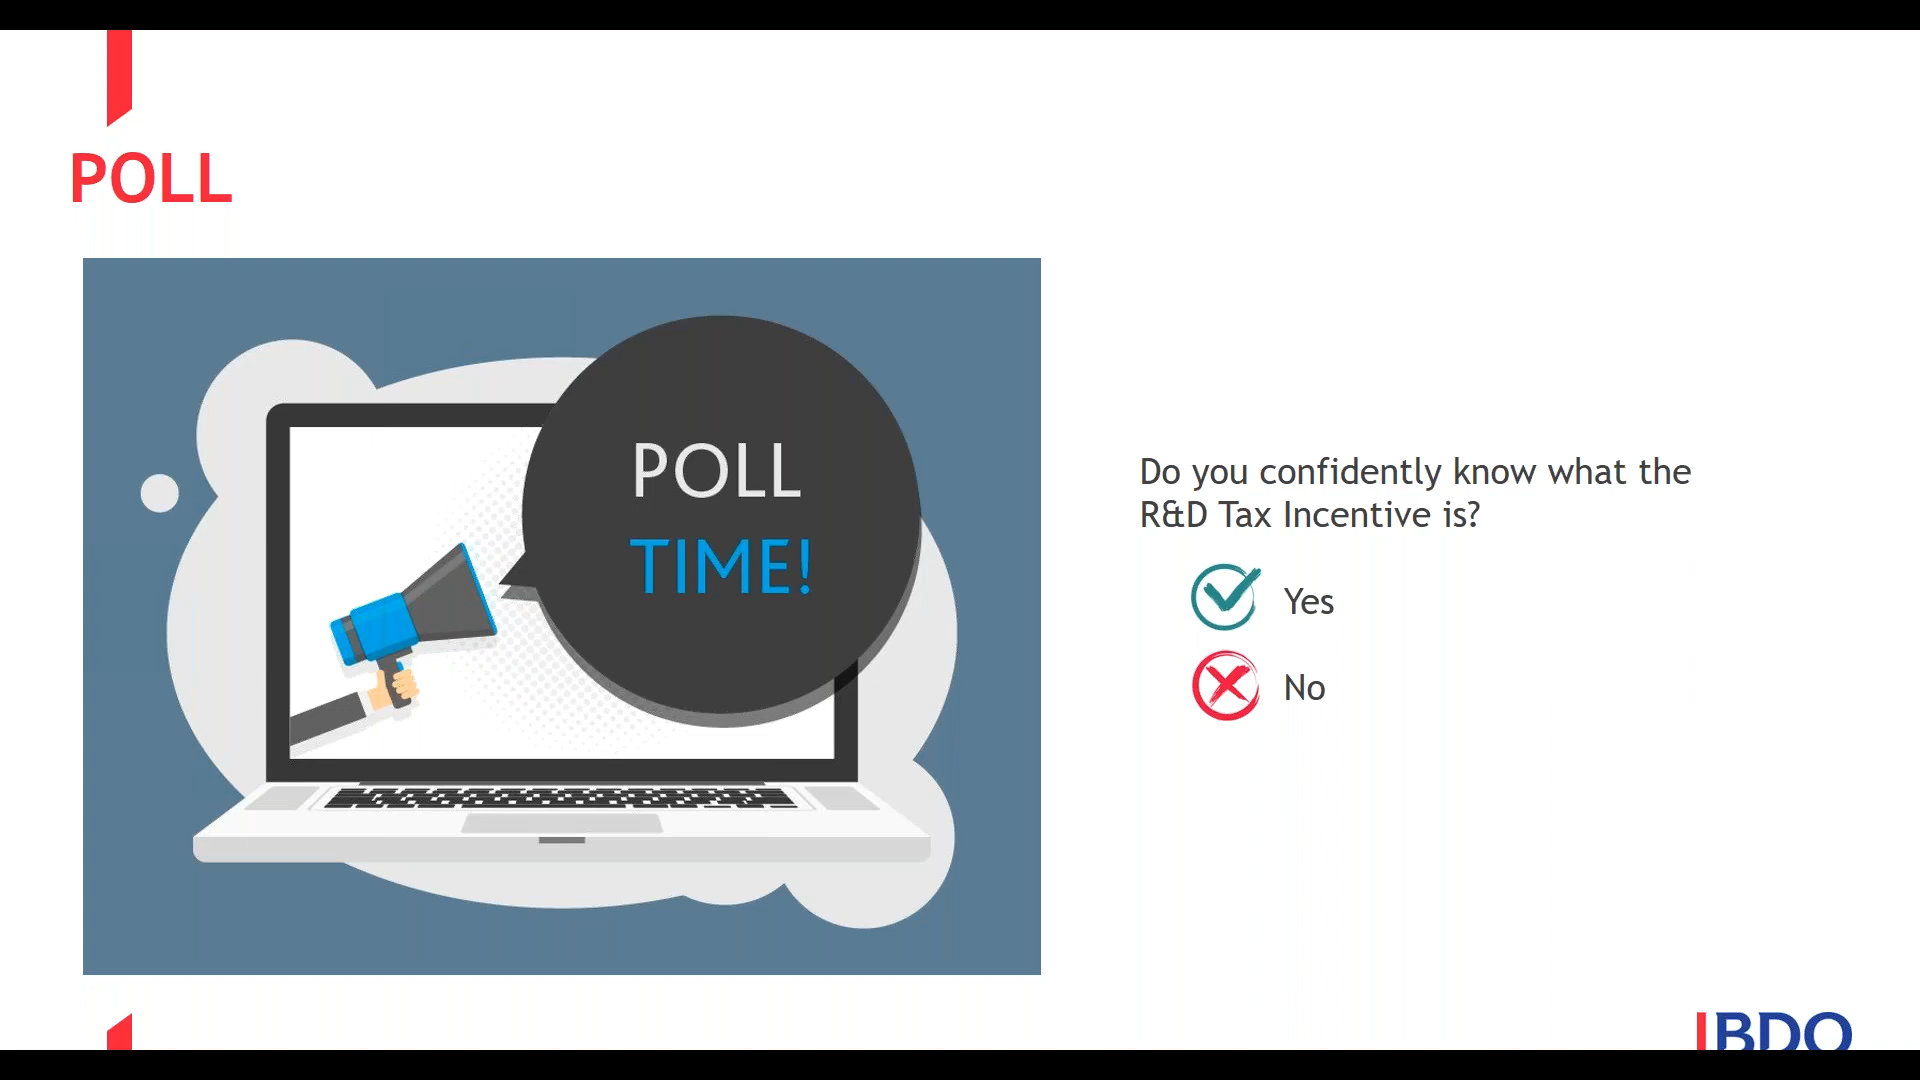 POLL
POLL
TIME!
Do you confidently know what the
R&D Tax Incentive is?
Yes
No
BDO